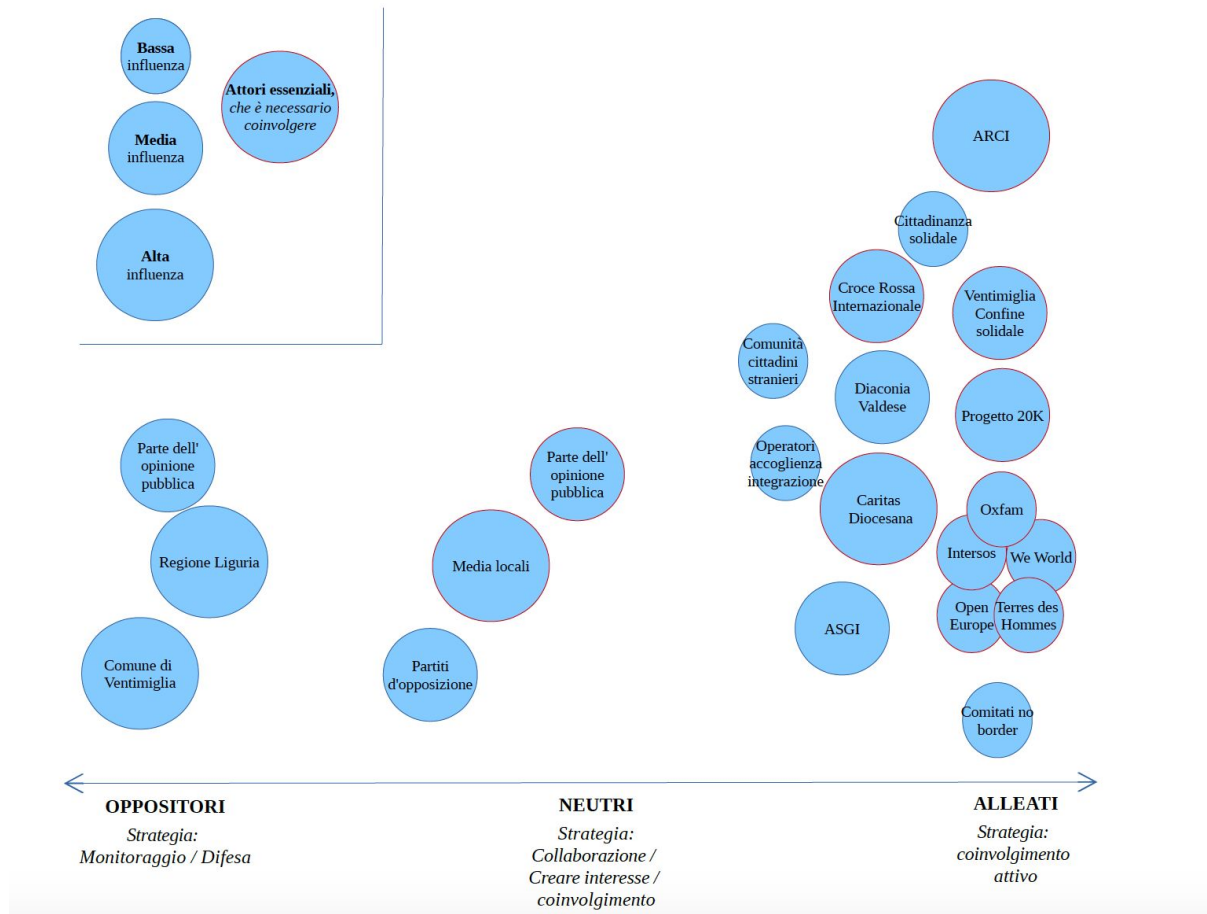 Bassa
influenza
Attori essenziali,
che è necessario
coinvolgere
Media
influenza
Alta
influenza
ARCI
Cittadinanza
solidale
Croce Rossa
Internazionale
Ventimiglia
Confine
solidale
Comunità
cittadini
stranieri
Diaconia
Valdese
Progetto 20K
Parte dell'
opinione
pubblica
Parte dell'
opinione
pubblica
Operatori
accoglienza
integrazione
Caritas
Diocesana
Oxfam
Intersos
We World
Regione Liguria
Media locali
Open
Europe
Terres des
Hommes
ASGI
Comune di
Ventimiglia
Partiti
d'opposizione
Comitati no
border
OPPOSITORI
Strategia:
Monitoraggio / Difesa
NEUTRI
Strategia:
Collaborazione /
Creare interesse /
coinvolgimento
ALLEATI
Strategia:
coinvolgimento
attivo